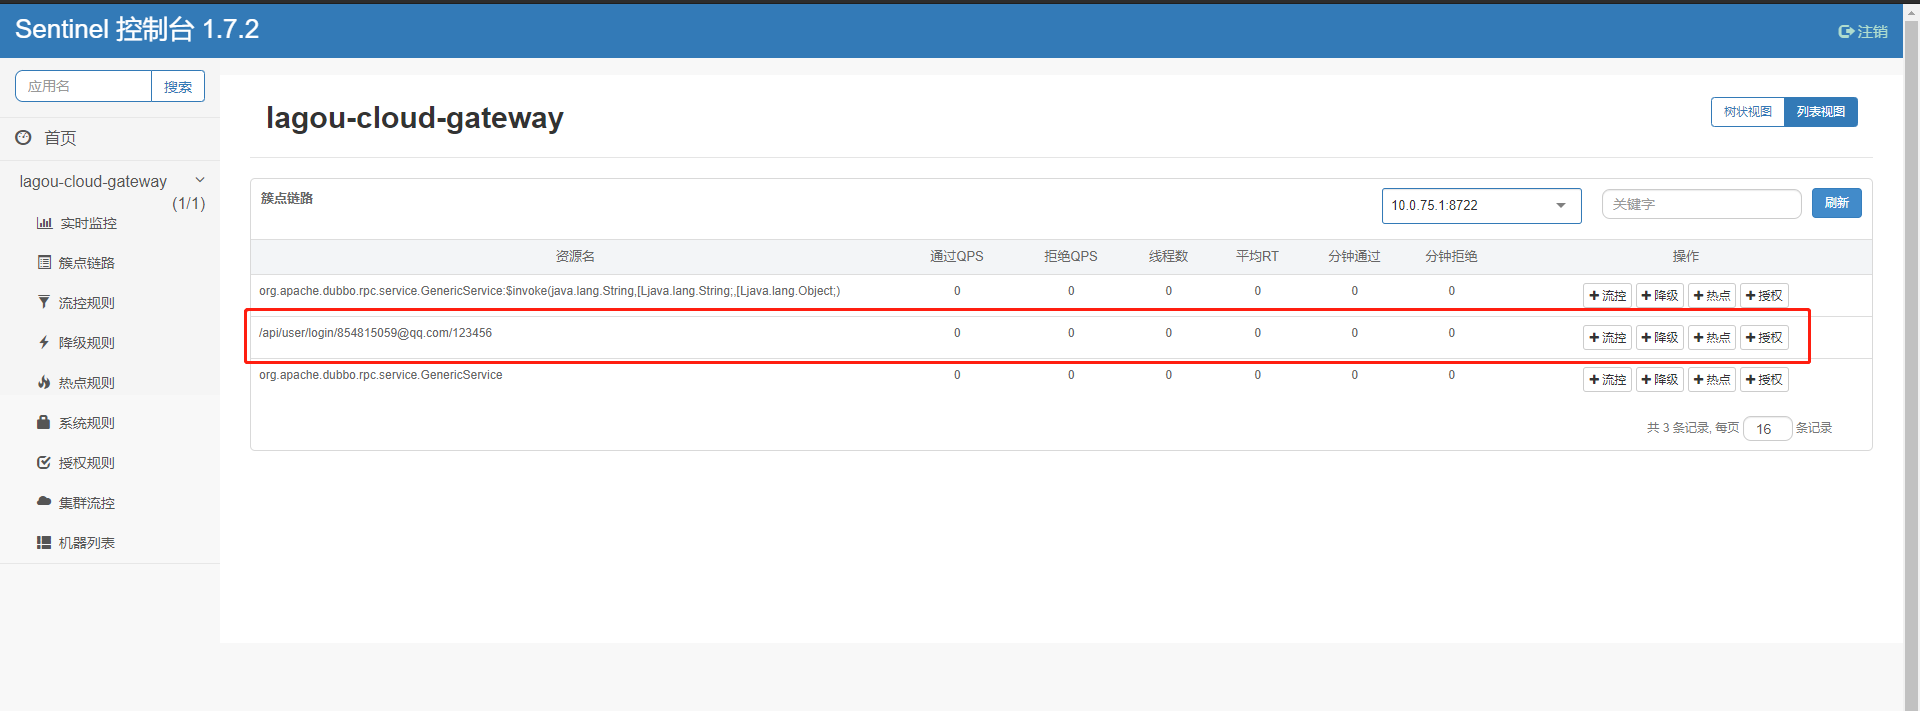 Sentinel 控制台 1.7.2
注销
应用名
搜索
首页
lagou-cloud-gateway
(1/1)
实时监控
簇点链路
流控规则
降级规则
热点规则
系统规则
授权规则
集群流控
机器列表
lagou-cloud-gateway
树状视图 列表视图
簇点链路
10.0.75.1:8722
关键字
刷新
资源名 通过QPS 拒绝QPS 线程数 平均RT 分钟通过 分钟拒绝 操作
org.apache.dubbo.rpc.service.GenericService:$invoke(java.lang.String,[Ljava.lang.String;,[Ljava.lang.Object;) 0 0 0 0 0 0 流控 降级 热点 授权
/api/user/login/854815059@qq.com/123456 0 0 0 0 0 0 流控 降级 热点 授权
org.apache.dubbo.rpc.service.GenericService 0 0 0 0 0 0 流控 降级 热点 授权
共 3 条记录, 每页 16 条记录